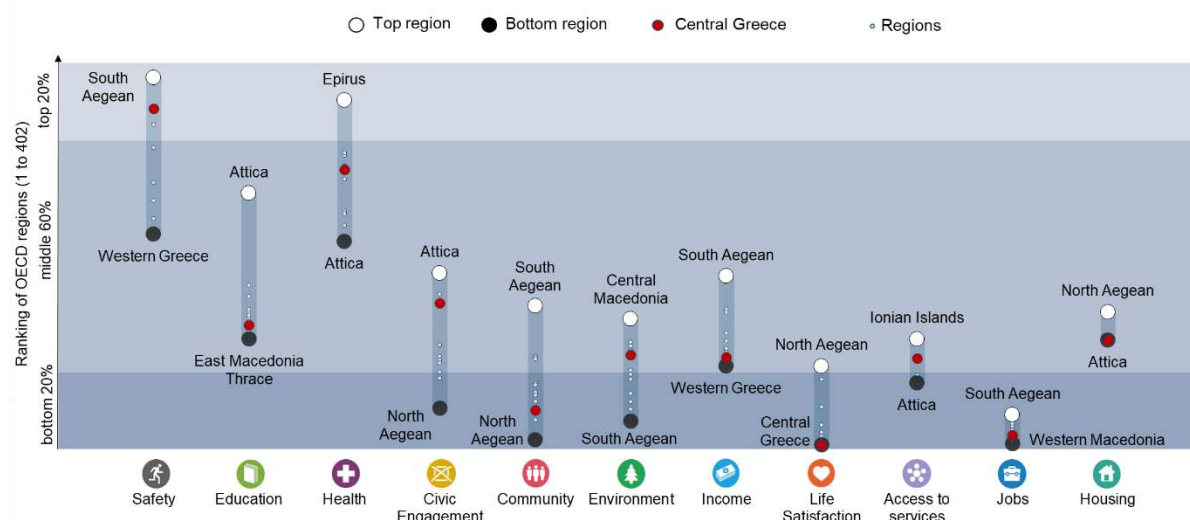 Top region
Bottom region
Central Greece
Regions
Ranking of OECD regions (1 to 402)
top 20%
middle 60%
bottom 20%
South
Aegean
Western Greece
Attica
East Macedonia
Thrace
Epirus
Attica
Attica
North
Aegean
South
Aegean
North
Aegean
Central
Macedonia
South Aegean
South Aegean
Western Greece
North Aegean
Central
Greece
Ionian Islands
Attica
South Aegean
Western Macedonia
North Aegean
Attica
Safety
Education
Health
Civic
Engagement
Community
Environment
Income
Life
Satisfaction
Access to
services
Jobs
Housing